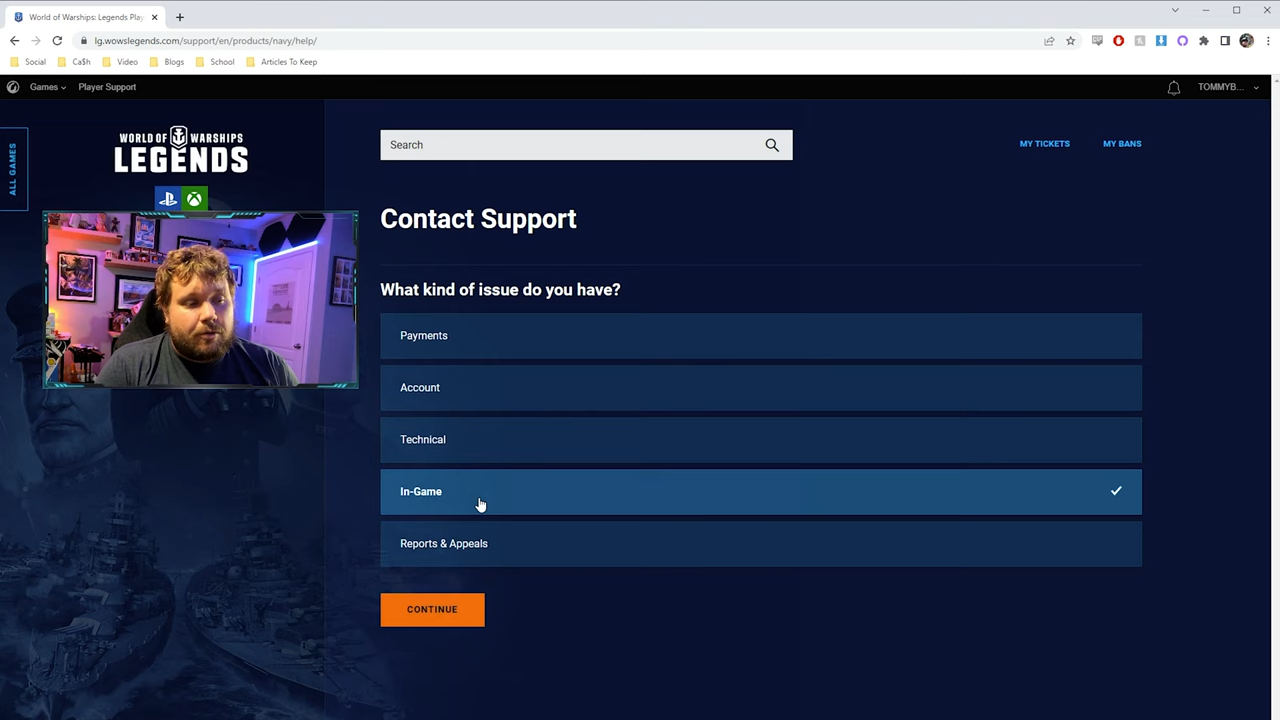 World of Warships: Legends Play
lg.wowslegends.com/support/en/products/navy/help/
Social
Ca$h
Video
Blogs
School
Articles To Keep
Games
Player Support
TOMMYB...
ALL GAMES
WORLD OF WARSHIPS
LEGENDS
Search
MY TICKETS
MY BANS
Contact Support
What kind of issue do you have?
Payments
Account
Technical
In-Game
Reports & Appeals
CONTINUE